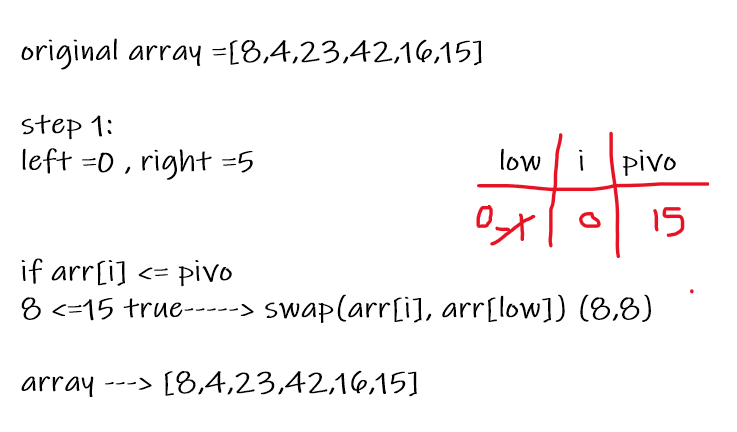 original array =[8,4,23,42,16,15]
step 1:
left =0 , right =5
low i pivo
0 -1 0 15
if arr[i] <= pivo
8 <=15 true-----> swap(arr[i], arr[low]) (8,8)
array ---> [8,4,23,42,16,15]